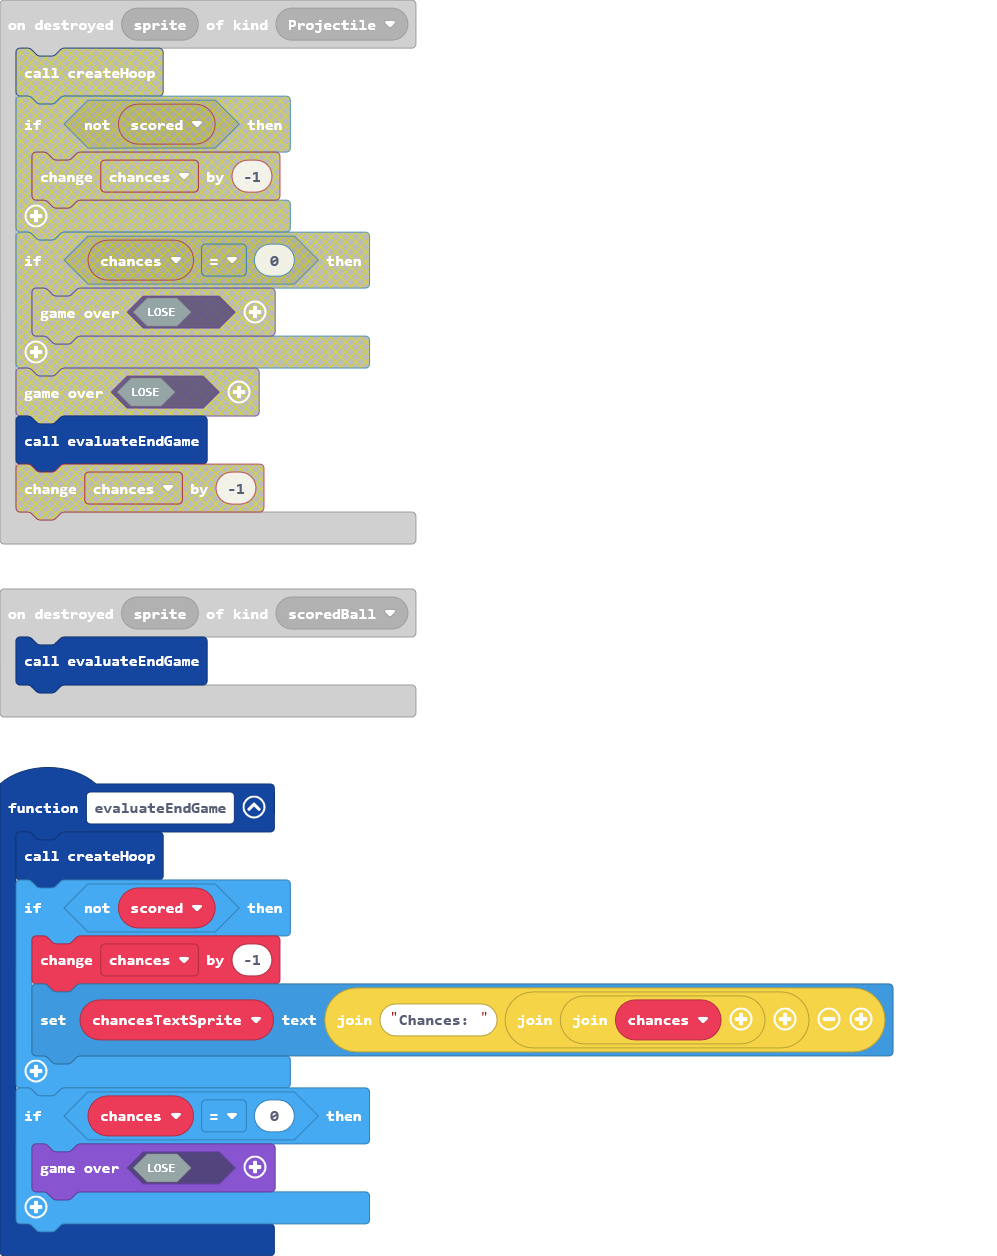 on destroyed sprite of kind Projectile
call createHoop
if not scored then
change chances by -1
if chances = 0 then
game over LOSE
game over LOSE
call evaluateEndGame
change chances by -1
on destroyed sprite of kind scoredBall
call evaluateEndGame
function evaluateEndGame
call createHoop
if not scored then
change chances by -1
set chancesTextSprite text join "Chances: " join join chances
if chances = 0 then
game over LOSE